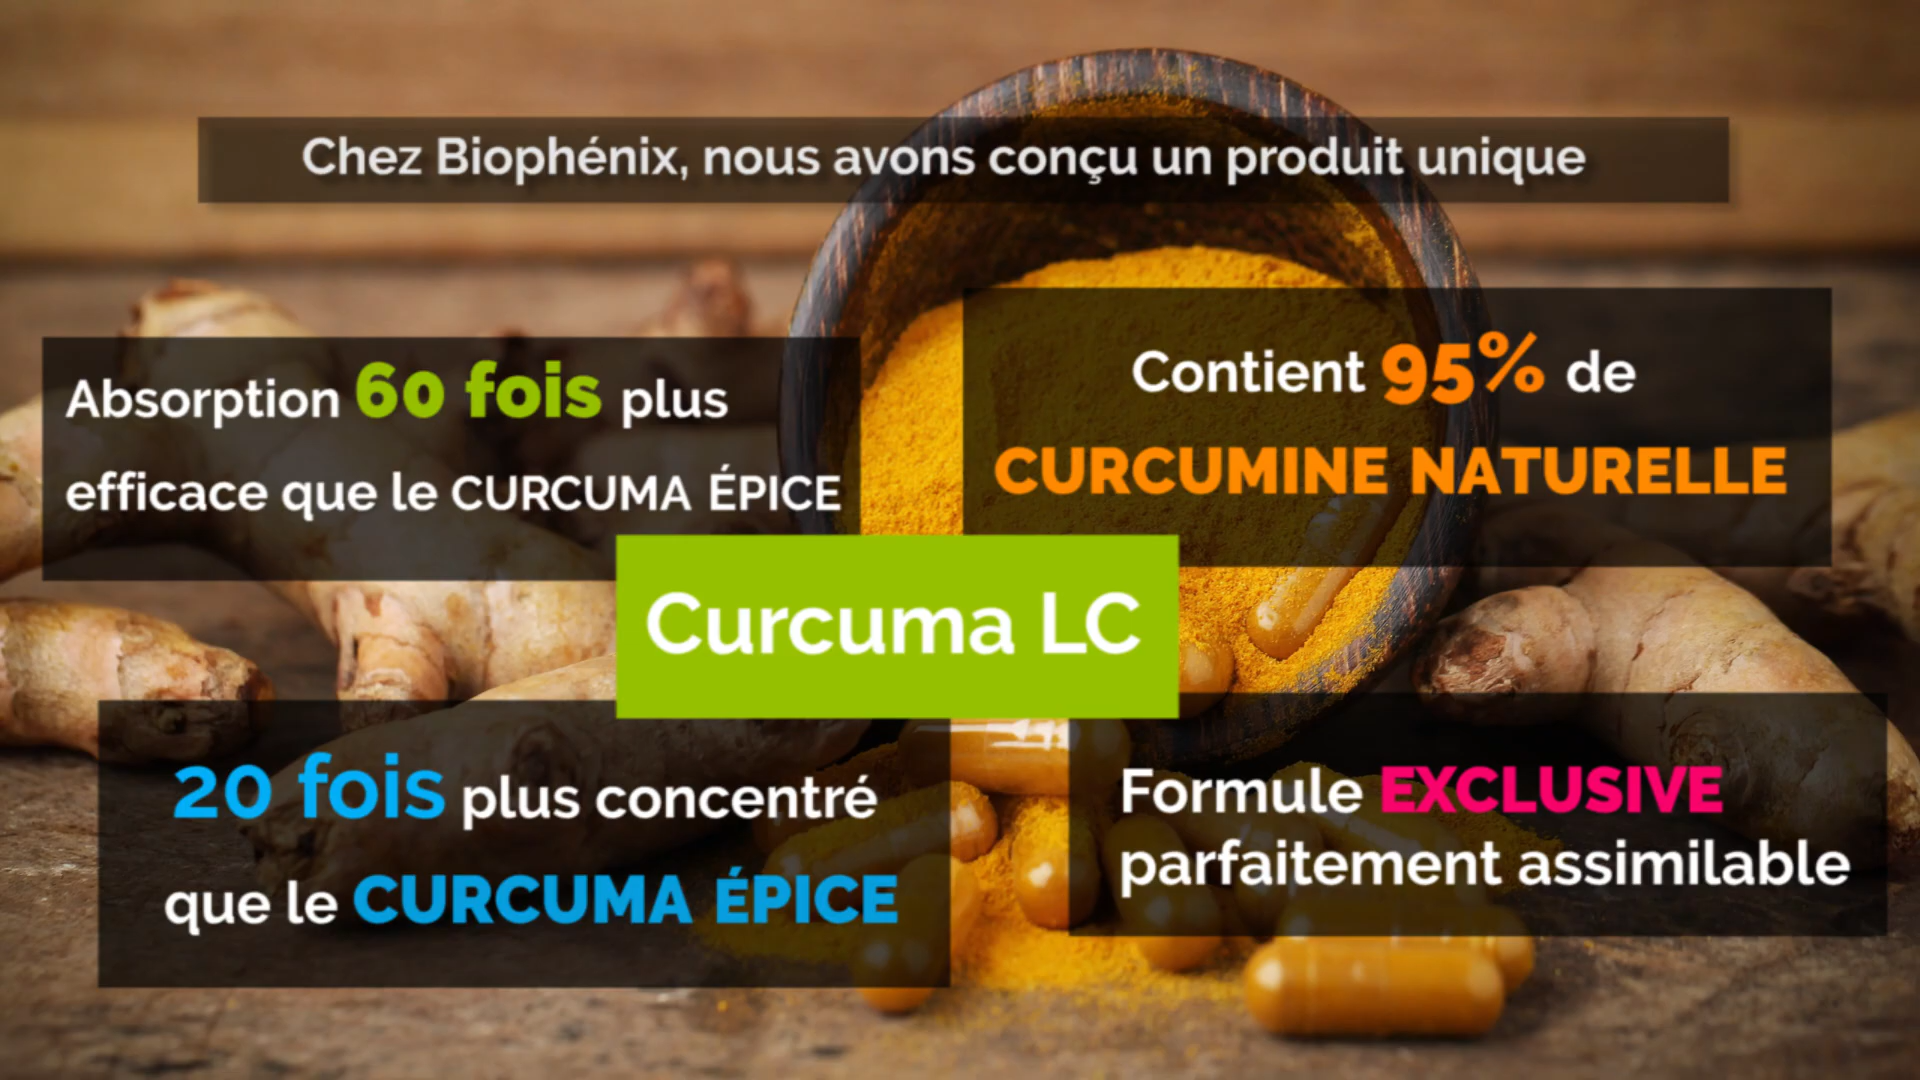 Chez Biophénix, nous avons conçu un produit unique
Absorption 60 fois plus
efficace que le CURCUMA ÉPICE
Contient 95% de
CURCUMINE NATURELLE
Curcuma LC
20 fois plus concentré
que le CURCUMA ÉPICE
Formule EXCLUSIVE
parfaitement assimilable